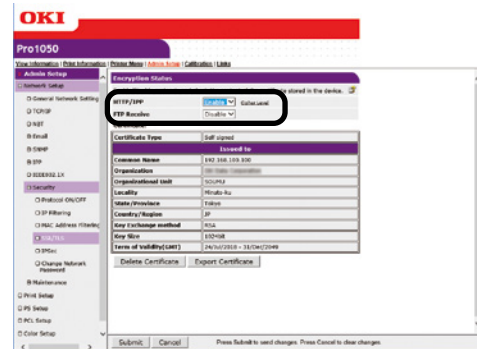 OKI
Pro1050
View Information | Print Information | Printer Menu | Admin Setup | Calibration | Links
Admin Setup
Network Setup
General Network Setting
TCP/IP
NBT
Email
SNMP
IPP
IEEE802.1X
Security
Protocol ON/OFF
IP Filtering
MAC Address Filtering
SSL/TLS
IPSec
Change Network Password
Maintenance
Print Setup
PS Setup
PCL Setup
Color Setup
Encryption Status
stored in the device.
HTTP/IPP Enable
FTP Receive Disable
Certificate Type Self signed
Issued to
Common Name 192.168.100.100
Organization
Organizational Unit SOUMU
Locality Minato-ku
State/Province Tokyo
Country/Region JP
Key Exchange method RSA
Key Size 1024bit
Term of Validity(GMT) 24/Jul/2018 - 31/Dec/2049
Delete Certificate Export Certificate
Submit Cancel Press Submit to send changes. Press Cancel to clear changes.